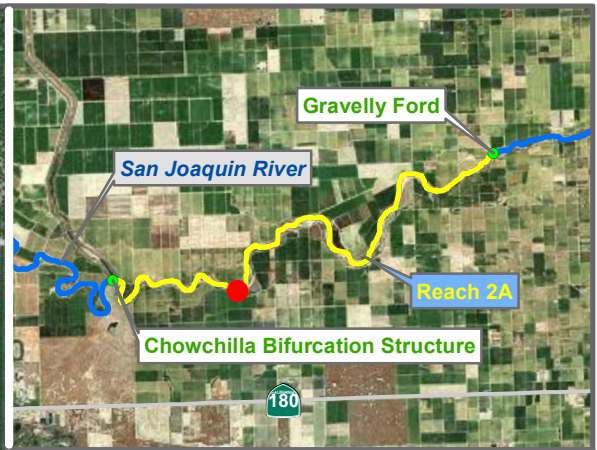 Gravelly Ford
San Joaquin River
Reach 2A
Chowchilla Bifurcation Structure
180